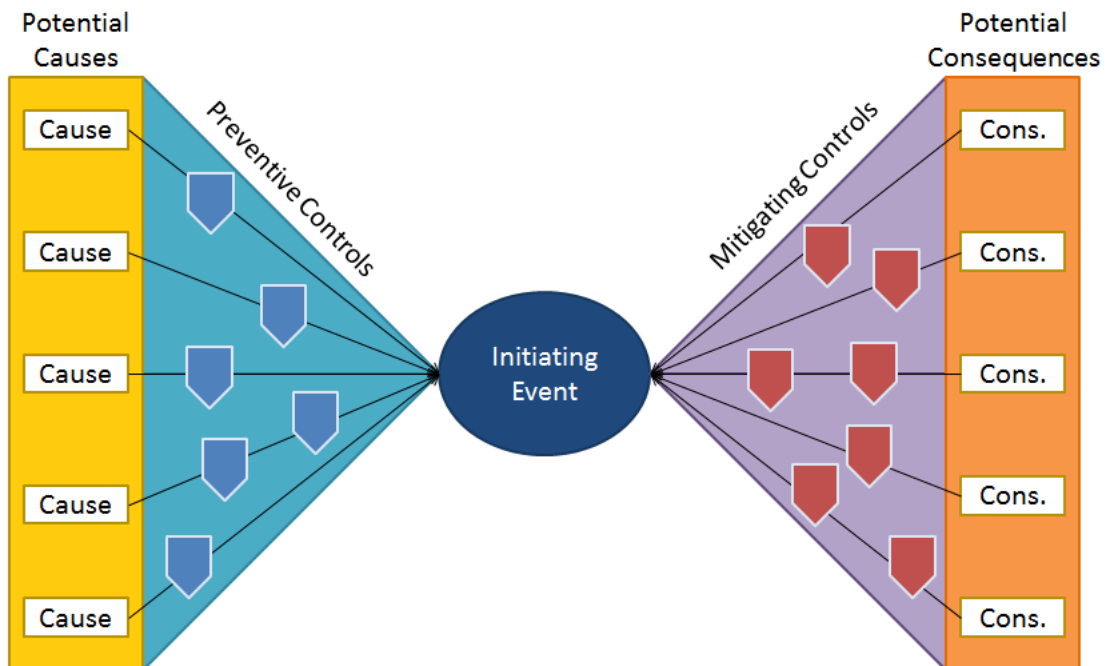 Potential
Causes
Potential
Consequences
Preventive Controls
Mitigating Controls
Cause
Cause
Cause
Cause
Cause
Initiating
Event
Cons.
Cons.
Cons.
Cons.
Cons.